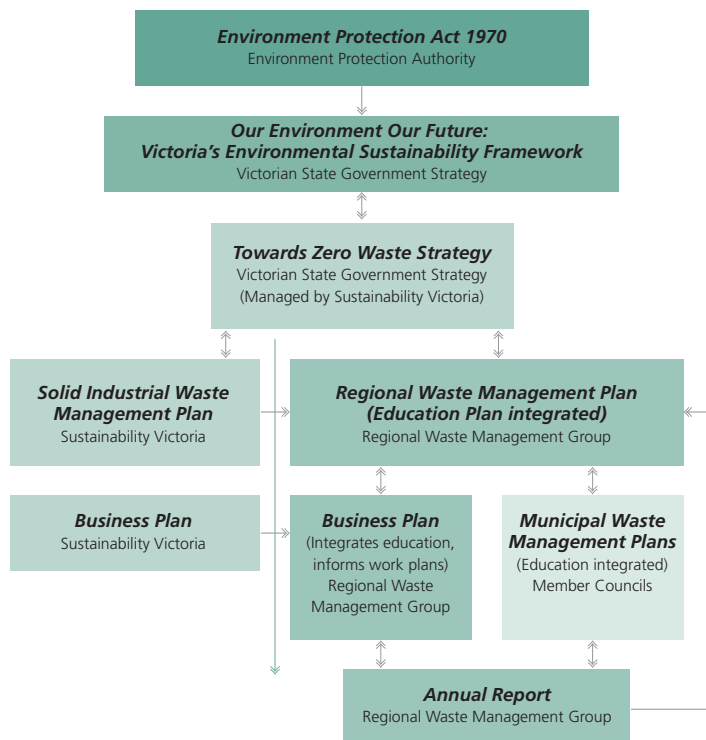 Environment Protection Act 1970
Environment Protection Authority
Our Environment Our Future:
Victoria’s Environmental Sustainability Framework
Victorian State Government Strategy
Towards Zero Waste Strategy
Victorian State Government Strategy
(Managed by Sustainability Victoria)
Solid Industrial Waste
Management Plan
Sustainability Victoria
Regional Waste Management Plan
(Education Plan integrated)
Regional Waste Management Group
Business Plan
Sustainability Victoria
Business Plan
(Integrates education,
informs work plans)
Regional Waste
Management Group
Municipal Waste
Management Plans
(Education integrated)
Member Councils
Annual Report
Regional Waste Management Group